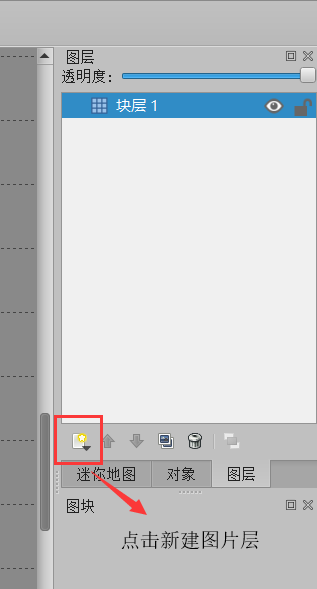 图层
透明度：
块层 1
迷你地图 对象 图层
图块
点击新建图片层